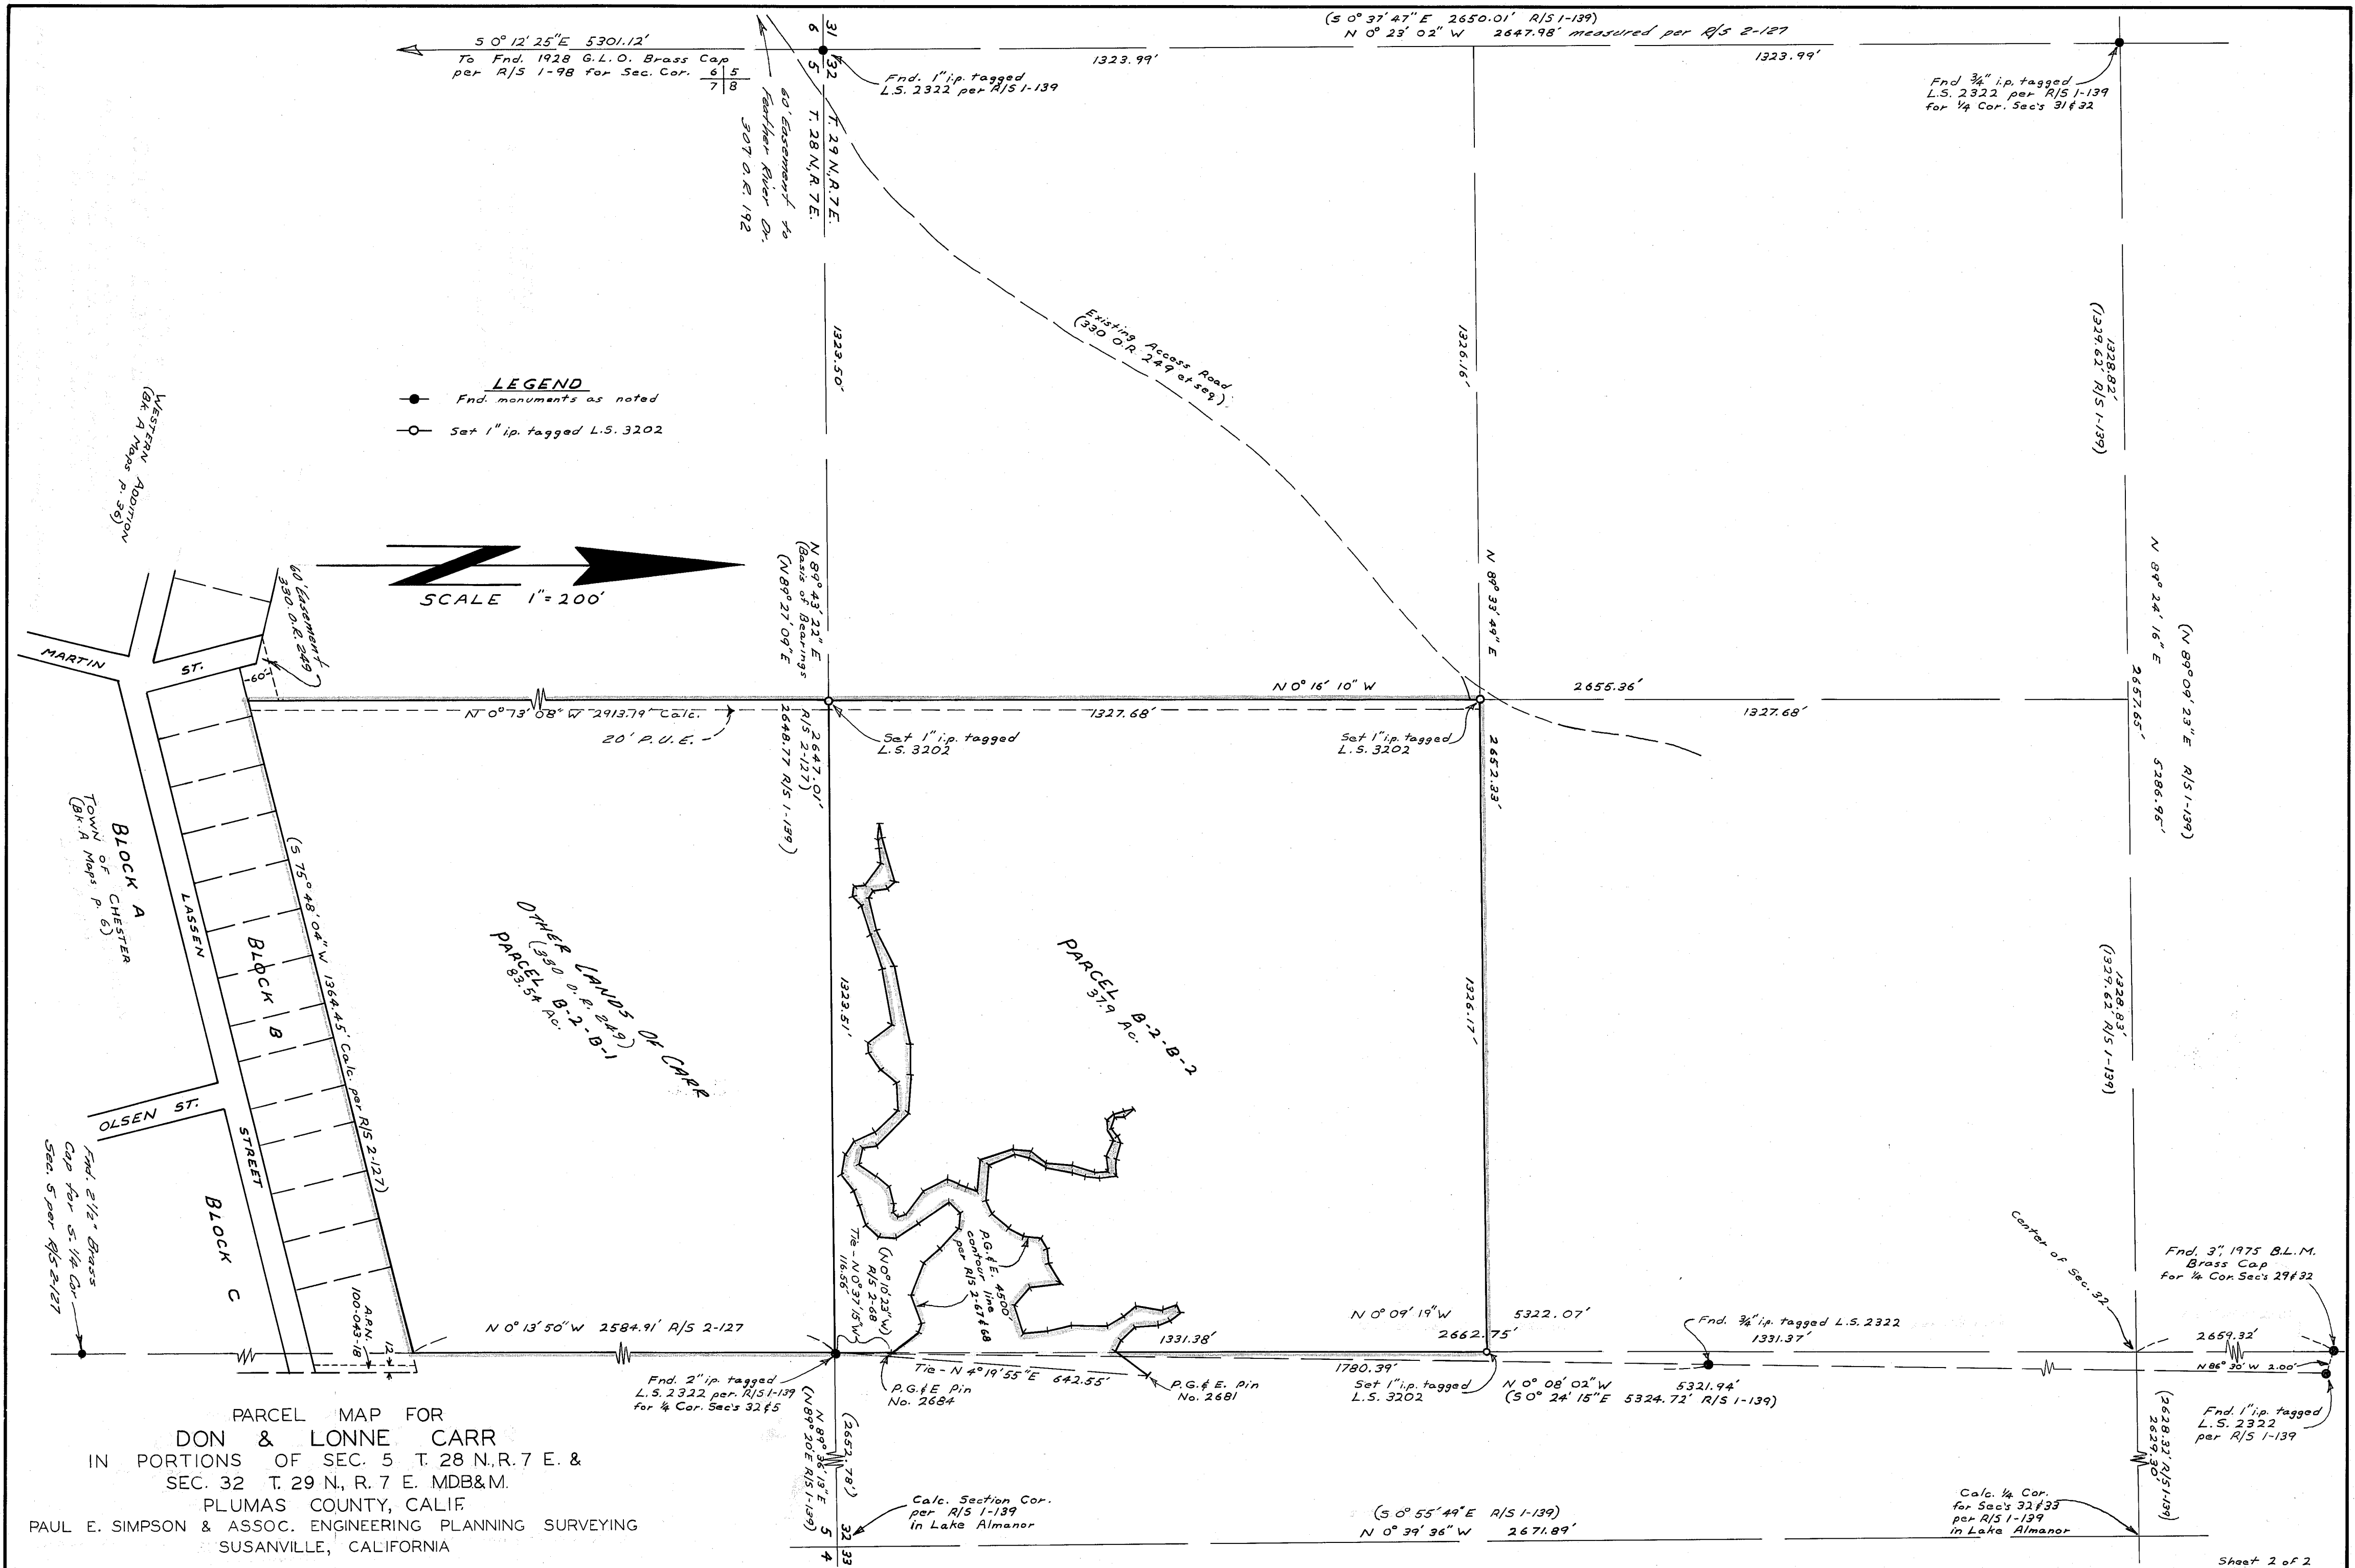 (S 0° 37' 47" E 2650.01' R/S 1-139)
N 0° 23' 02" W 2647.98' measured per R/S 2-127
S 0° 12' 25" E 5301.12'
To Fnd. 1928 G.L.O. Brass Cap
per R/S 1-98 for Sec. Cor.
6 5
7 8
31
6
32
5
T. 29 N., R. 7 E.
T. 28 N., R. 7 E.
Fnd. 1" i.p. tagged
L.S. 2322 per R/S 1-139
1323.99'
1323.99'
Fnd 3/4" i.p. tagged
L.S. 2322 per R/S 1-139
for 1/4 Cor. Sec's 31 & 32
60' Easement to
Feather River Dr.
307 O.R. 192
Existing Access Road
(330 O.R. 249 et seq)
1323.50'
1326.16'
1328.82'
(1329.62' R/S 1-139)
LEGEND
Fnd. monuments as noted
Set 1" i.p. tagged L.S. 3202
WESTERN ADDITION
(Bk. A Maps p. 36)
SCALE 1" = 200'
N 89° 43' 22" E
(Basis of Bearings
(N 89° 27' 09" E
2647.01'
R/S 2-127)
2648.77 R/S 1-139)
N 89° 33' 49" E
2652.33'
N 89° 24' 16" E
2657.65'
5286.95'
(N 89° 09' 23" E R/S 1-139)
60' Easement
330 O.R. 249
60'
MARTIN
ST.
N 0° 16' 10" W
2655.36'
N 0° 13' 08" W 2913.79' Calc.
20' P.U.E.
1327.68'
1327.68'
Set 1" i.p. tagged
L.S. 3202
Set 1" i.p. tagged
L.S. 3202
BLOCK A
TOWN OF CHESTER
(Bk. A Maps P. 6)
LASSEN
STREET
BLOCK B
(S 75° 48' 04" W 1364.45' Calc. per R/S 2-127)
OTHER LANDS OF CARR
(330 O.R. 249)
PARCEL B-2-B-1
83.54 Ac.
PARCEL B-2-B-2
37.9 Ac.
1323.51'
1326.17'
1328.83'
(1329.62' R/S 1-139)
OLSEN ST.
BLOCK C
Fnd. 2 1/2" Brass
Cap for S. 1/4 Cor
Sec. 5 per R/S 2-127
A.P.N.
100-043-18
12'
N 0° 13' 50" W 2584.91' R/S 2-127
Tie - N 0° 37' 15" W
116.56'
(N 0° 10' 23" W)
R/S 2-68
P.G.& E. 4500'
contour line
per R/S 2-67 & 68
1331.38'
N 0° 09' 19" W 5322.07'
2662.75'
Fnd. 3/4" i.p. tagged L.S. 2322
1331.37'
Center of Sec. 32
Fnd. 3", 1975 B.L.M.
Brass Cap
for 1/4 Cor. Sec's 29 & 32
2659.32'
N 86° 30' W 2.00'
Fnd. 2" i.p. tagged
L.S. 2322 per. R/S 1-139
for 1/4 Cor. Sec's 32 & 5
P.G.& E Pin
No. 2684
Tie - N 4° 19' 55" E 642.55'
P.G.& E. Pin
No. 2681
1780.39'
Set 1" i.p. tagged
L.S. 3202
N 0° 08' 02" W 5321.94'
(S 0° 24' 15" E 5324.72' R/S 1-139)
Fnd. 1" i.p. tagged
L.S. 2322
per R/S 1-139
(2628.32' R/S 1-139)
2629.30'
(2652.78')
N 89° 36' 13" E
(N 89° 20' E R/S 1-139)
Calc. Section Cor.
per R/S 1-139
in Lake Almanor
32 33
5 4
(S 0° 55' 49" E R/S 1-139)
N 0° 39' 36" W 2671.89'
Calc. 1/4 Cor.
for Sec's 32 & 33
per R/S 1-139
in Lake Almanor
PARCEL MAP FOR
DON & LONNE CARR
IN PORTIONS OF SEC. 5 T. 28 N., R. 7 E. &
SEC. 32 T. 29 N., R. 7 E. MDB&M.
PLUMAS COUNTY, CALIF.
PAUL E. SIMPSON & ASSOC. ENGINEERING PLANNING SURVEYING
SUSANVILLE, CALIFORNIA
Sheet 2 of 2